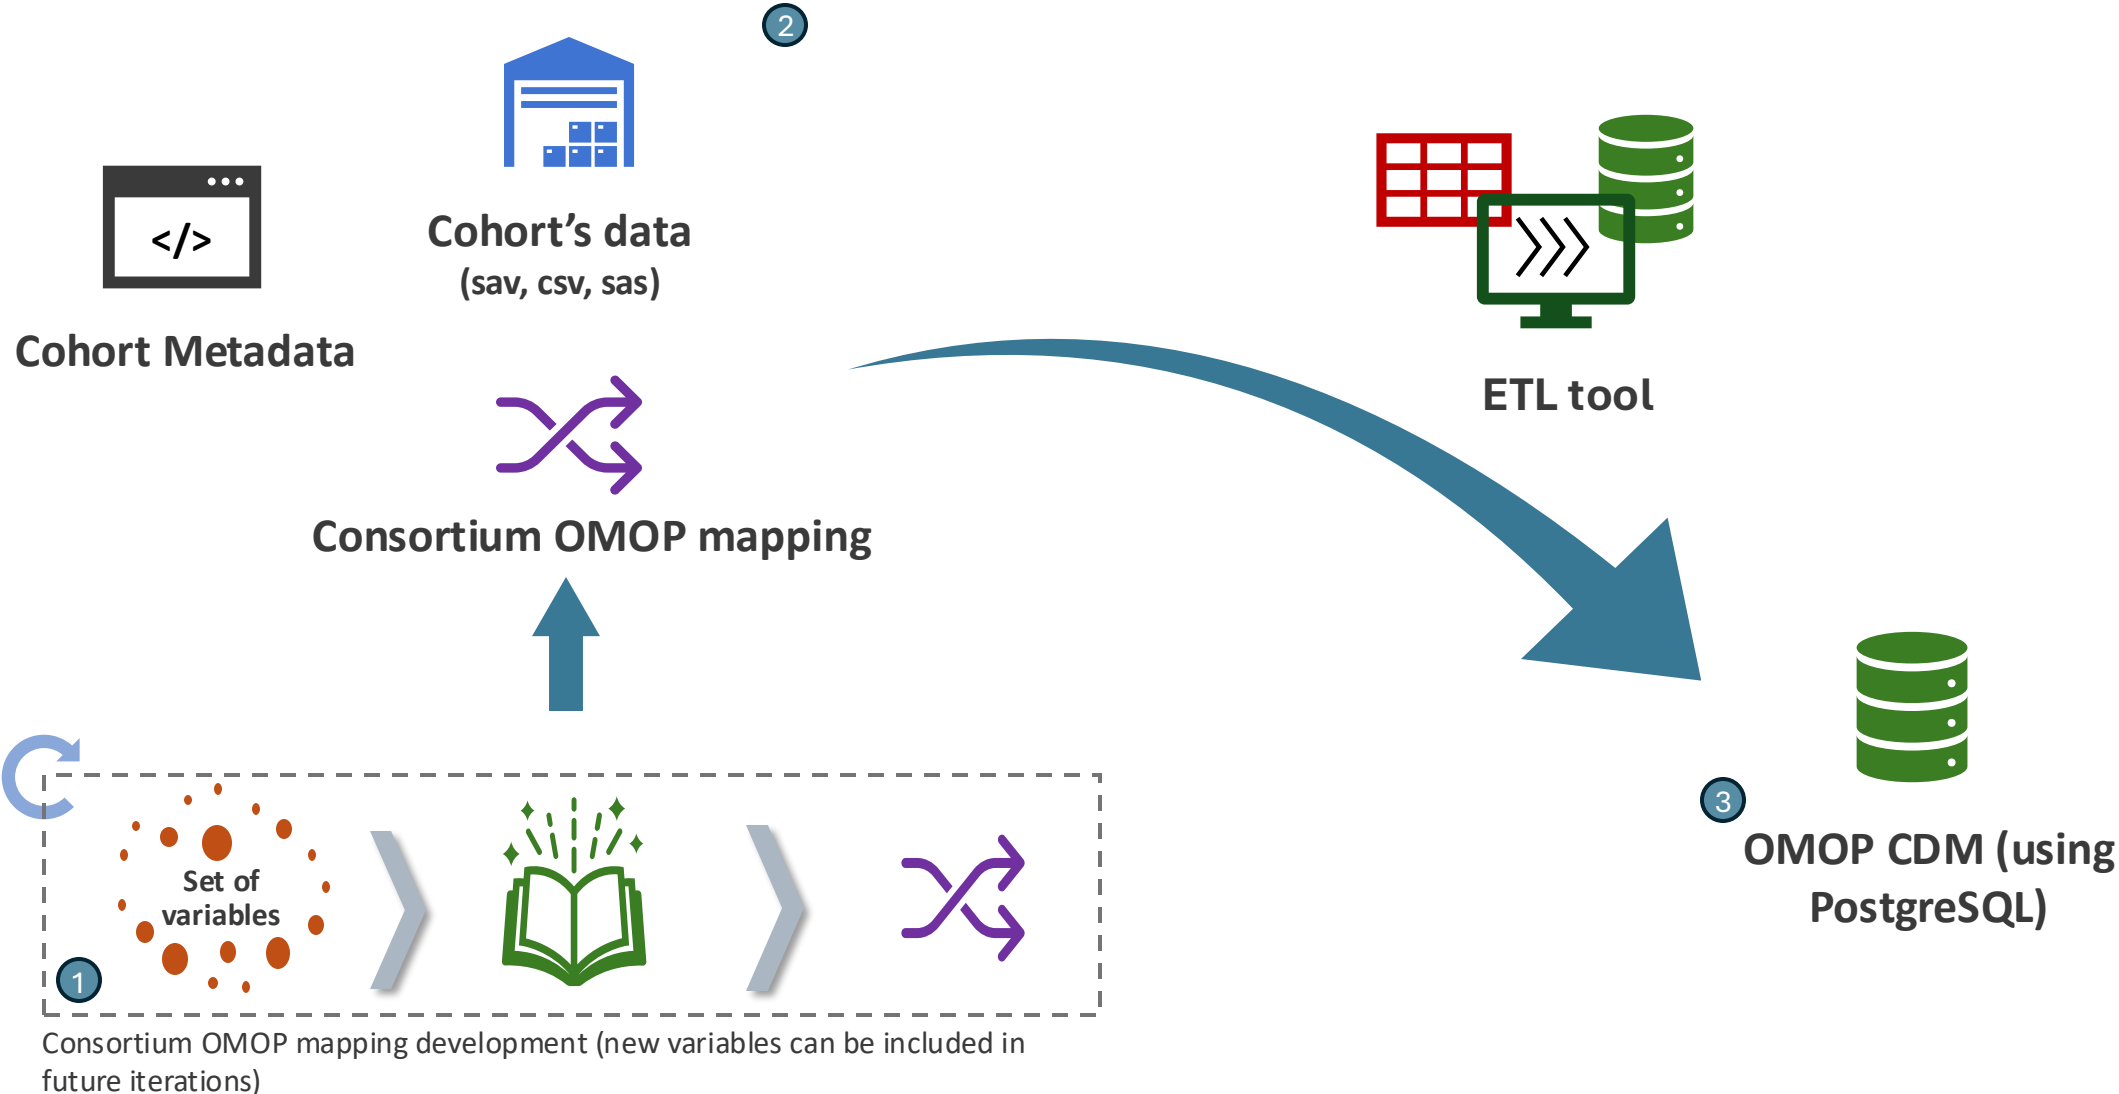 2
</>
Cohort Metadata
Cohort’s data
(sav, csv, sas)
Consortium OMOP mapping
ETL tool
Set of
variables
1
Consortium OMOP mapping development (new variables can be included in
future iterations)
3
OMOP CDM (using
PostgreSQL)